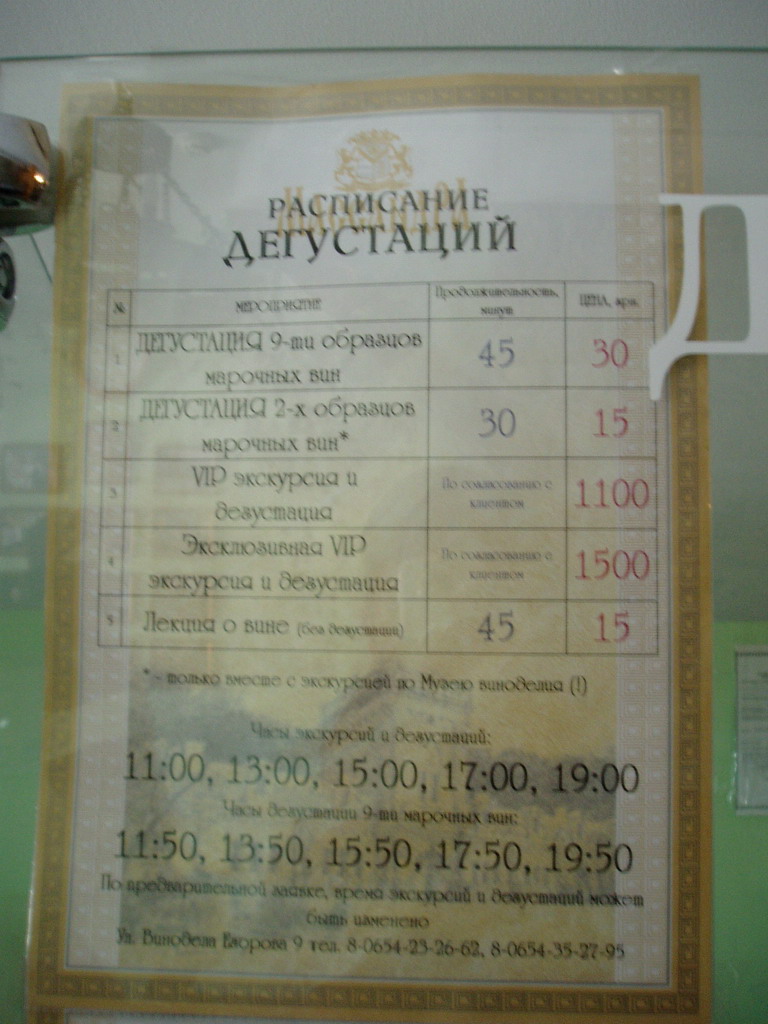 РАСПИСАНИЕ
ДЕГУСТАЦИЙ
№ мероприятие Продолжительность, минут ЦЕНА, грн.
1 ДЕГУСТАЦИЯ 9-ти образцов марочных вин 45 30
2 ДЕГУСТАЦИЯ 2-х образцов марочных вин* 30 15
3 VIP экскурсия и дегустация По согласованию с клиентом 1100
4 Эксклюзивная VIP экскурсия и дегустация По согласованию с клиентом 1500
5 Лекция о вине (без дегустации) 45 15
* - только вместе с экскурсией по Музею виноделия (!)
Часы экскурсий и дегустаций:
11:00, 13:00, 15:00, 17:00, 19:00
Часы дегустации 9-ти марочных вин:
11:50, 13:50, 15:50, 17:50, 19:50
По предварительной заявке, время экскурсий и дегустаций может
быть изменено
Ул. Винодела Егорова 9 тел. 8-0654-23-26-62, 8-0654-35-27-95
Д